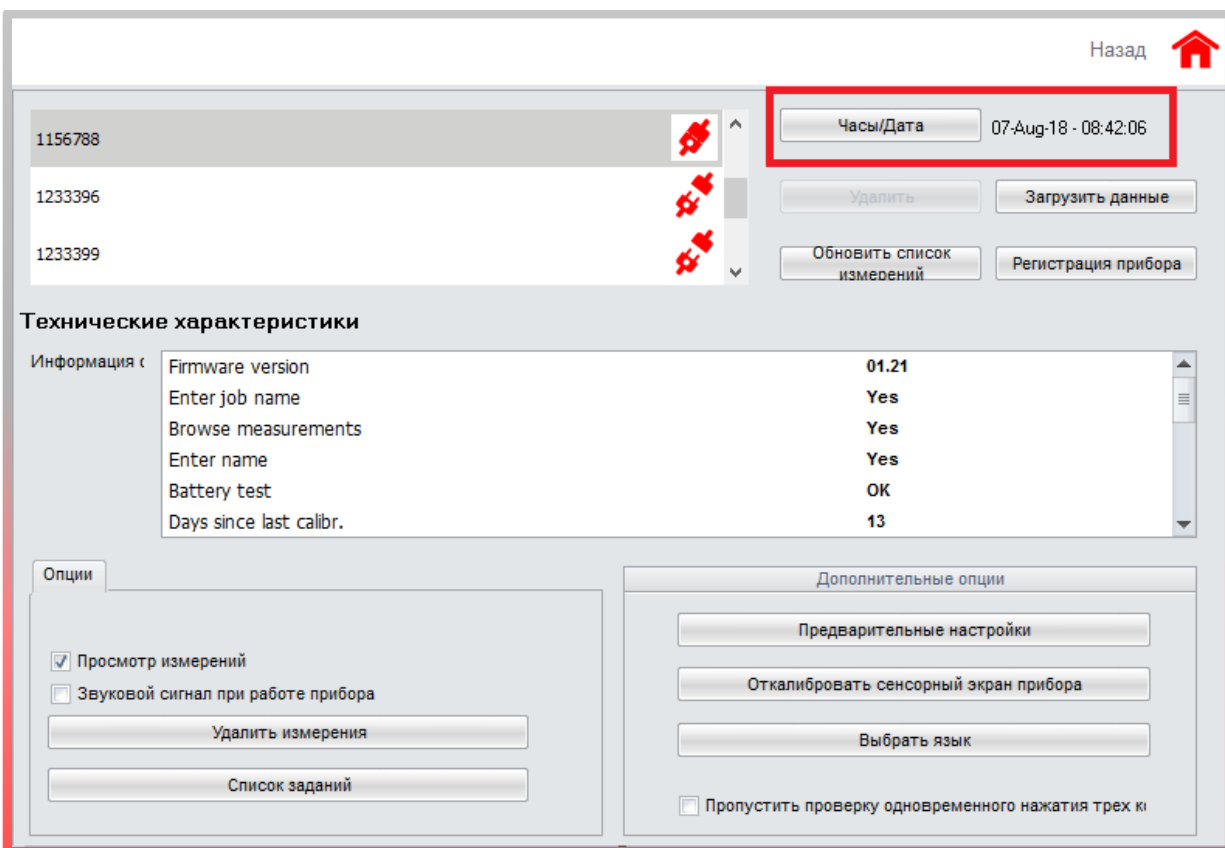 Назад
1156788
1233396
1233399
Часы/Дата 07-Aug-18 - 08:42:06
Удалить Загрузить данные
Обновить список
измерений
Регистрация прибора
Технические характеристики
Информация с
Firmware version 01.21
Enter job name Yes
Browse measurements Yes
Enter name Yes
Battery test OK
Days since last calibr. 13
Опции
Просмотр измерений
Звуковой сигнал при работе прибора
Удалить измерения
Список заданий
Дополнительные опции
Предварительные настройки
Откалибровать сенсорный экран прибора
Выбрать язык
Пропустить проверку одновременного нажатия трех